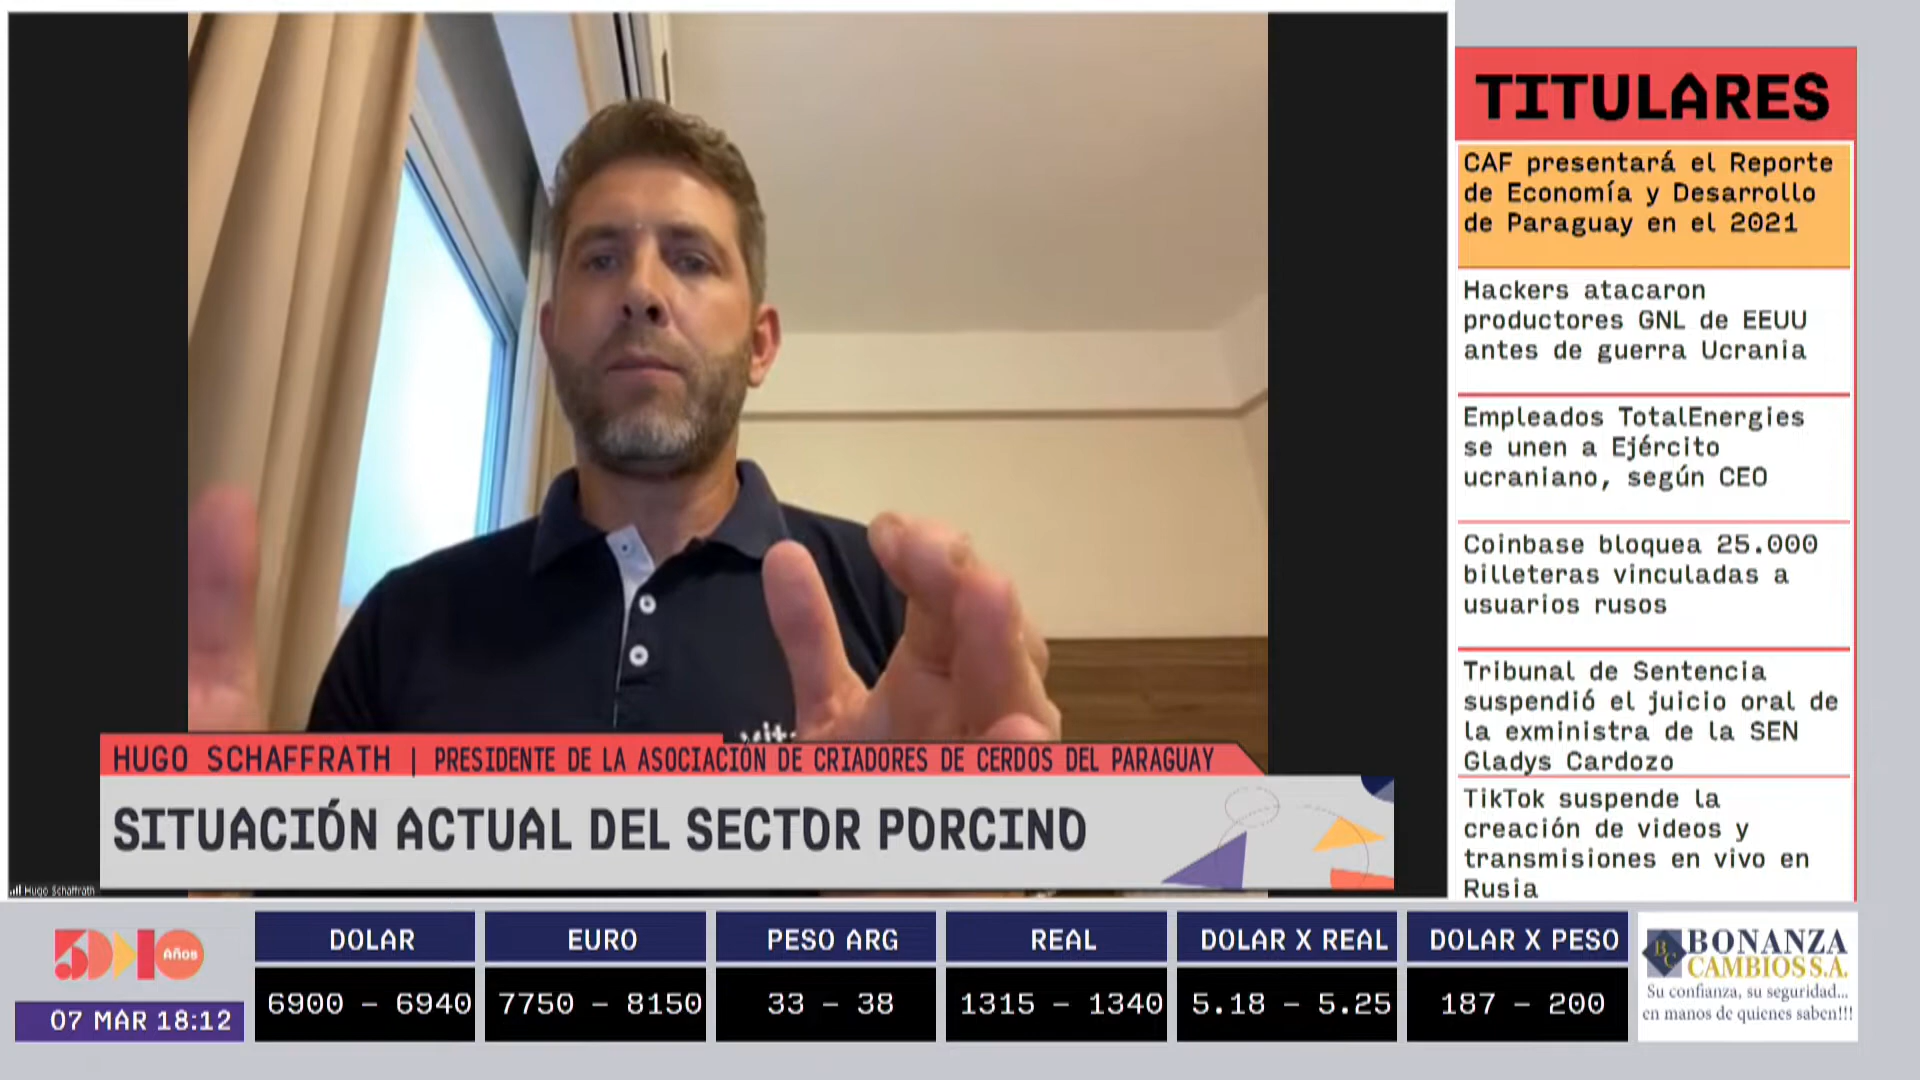 TITULARES
CAF presentará el Reporte
de Economía y Desarrollo
de Paraguay en el 2021
Hackers atacaron
productores GNL de EEUU
antes de guerra Ucrania
Empleados TotalEnergies
se unen a Ejército
ucraniano, según CEO
Coinbase bloquea 25.000
billeteras vinculadas a
usuarios rusos
Tribunal de Sentencia
suspendió el juicio oral de
la exministra de la SEN
Gladys Cardozo
TikTok suspende la
creación de videos y
transmisiones en vivo en
Rusia
HUGO SCHAFFRATH | PRESIDENTE DE LA ASOCIACIÓN DE CRIADORES DE CERDOS DEL PARAGUAY
SITUACIÓN ACTUAL DEL SECTOR PORCINO
Hugo Schaffrath
Años
07 MAR 18:12
DOLAR
6900 – 6940
EURO
7750 – 8150
PESO ARG
33 – 38
REAL
1315 – 1340
DOLAR X REAL
5.18 – 5.25
DOLAR X PESO
187 – 200
BC
BONANZA
CAMBIOS S.A.
Su confianza, su seguridad...
en manos de quienes saben!!!